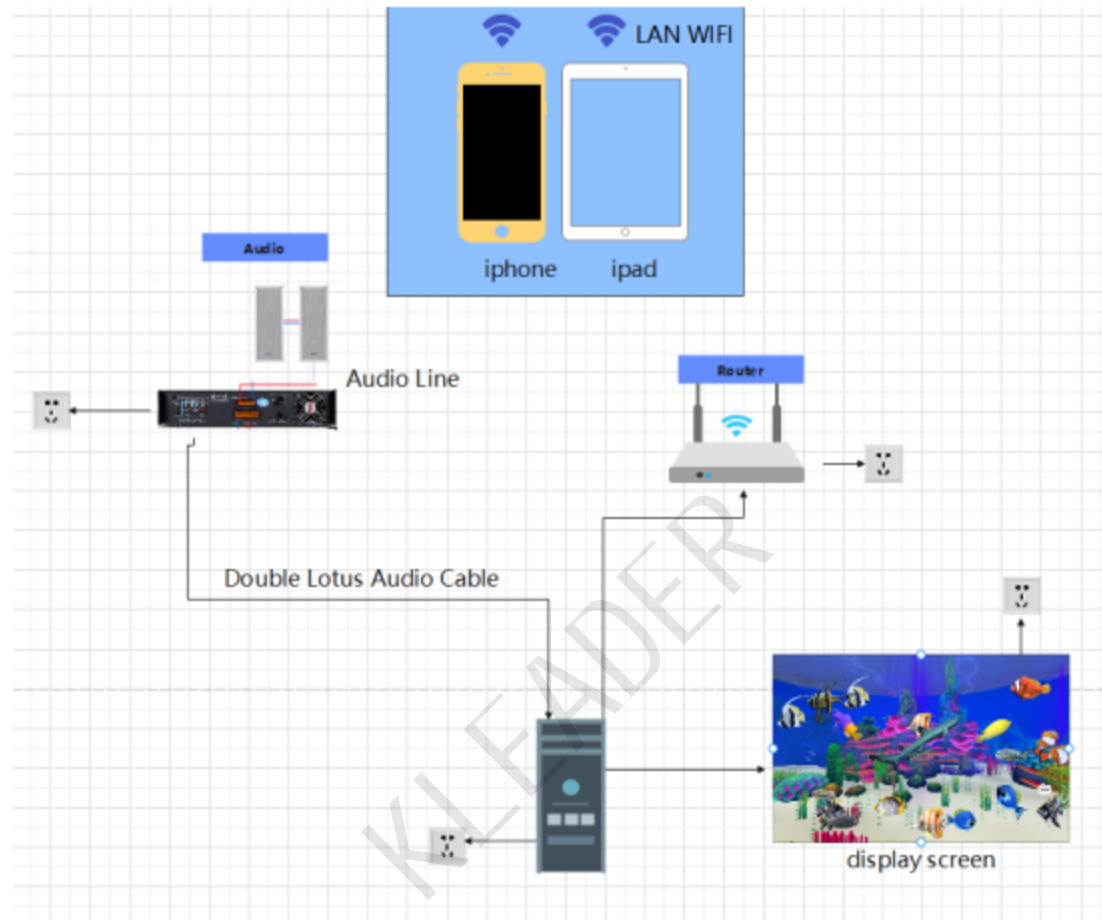 LAN WIFI
iphone
ipad
Audio
Audio Line
Router
Double Lotus Audio Cable
KLEADER
display screen